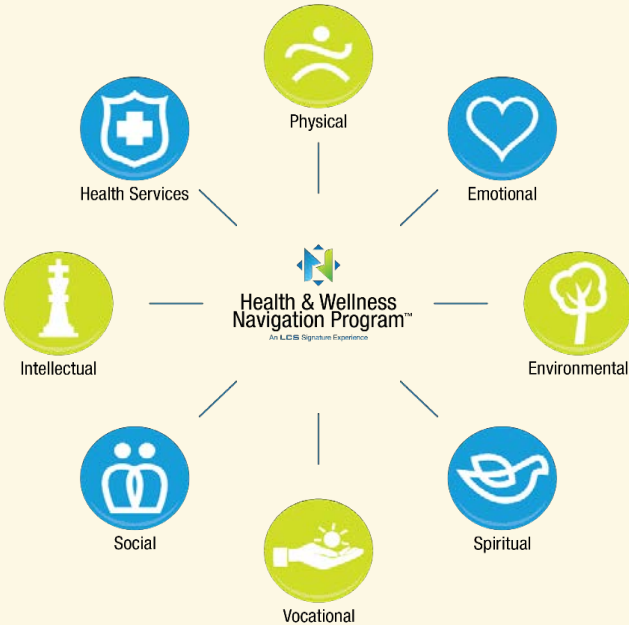 Physical
Health Services
Emotional
Health & Wellness
Navigation Program™
An LCS Signature Experience
Intellectual
Environmental
Social
Spiritual
Vocational